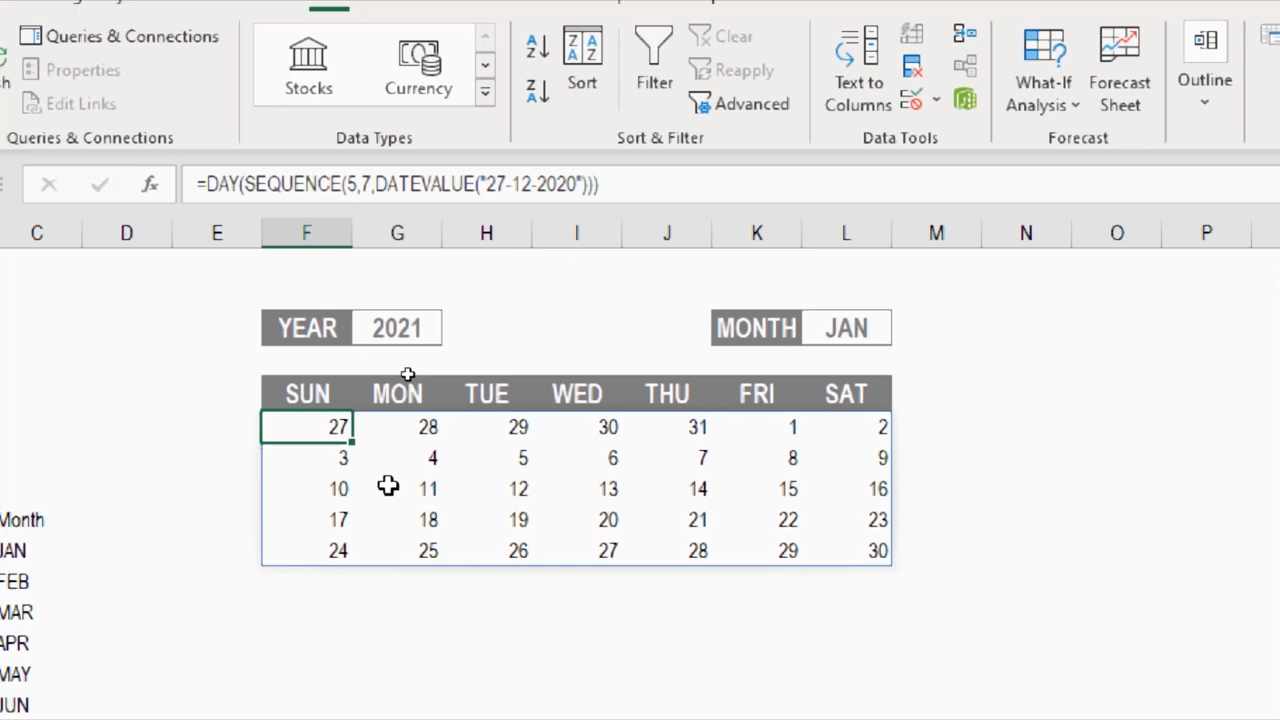 Queries & Connections
Properties
Edit Links
Queries & Connections
Stocks
Currency
Data Types
Sort
Filter
Clear
Reapply
Advanced
Sort & Filter
Text to
Columns
Data Tools
What-If
Analysis
Forecast
Sheet
Forecast
Outline
fx =DAY(SEQUENCE(5,7,DATEVALUE("27-12-2020")))
C D E F G H I J K L M N O P
YEAR 2021 MONTH JAN
SUN MON TUE WED THU FRI SAT
27 28 29 30 31 1 2
3 4 5 6 7 8 9
10 11 12 13 14 15 16
17 18 19 20 21 22 23
24 25 26 27 28 29 30
Month
JAN
FEB
MAR
APR
MAY
JUN